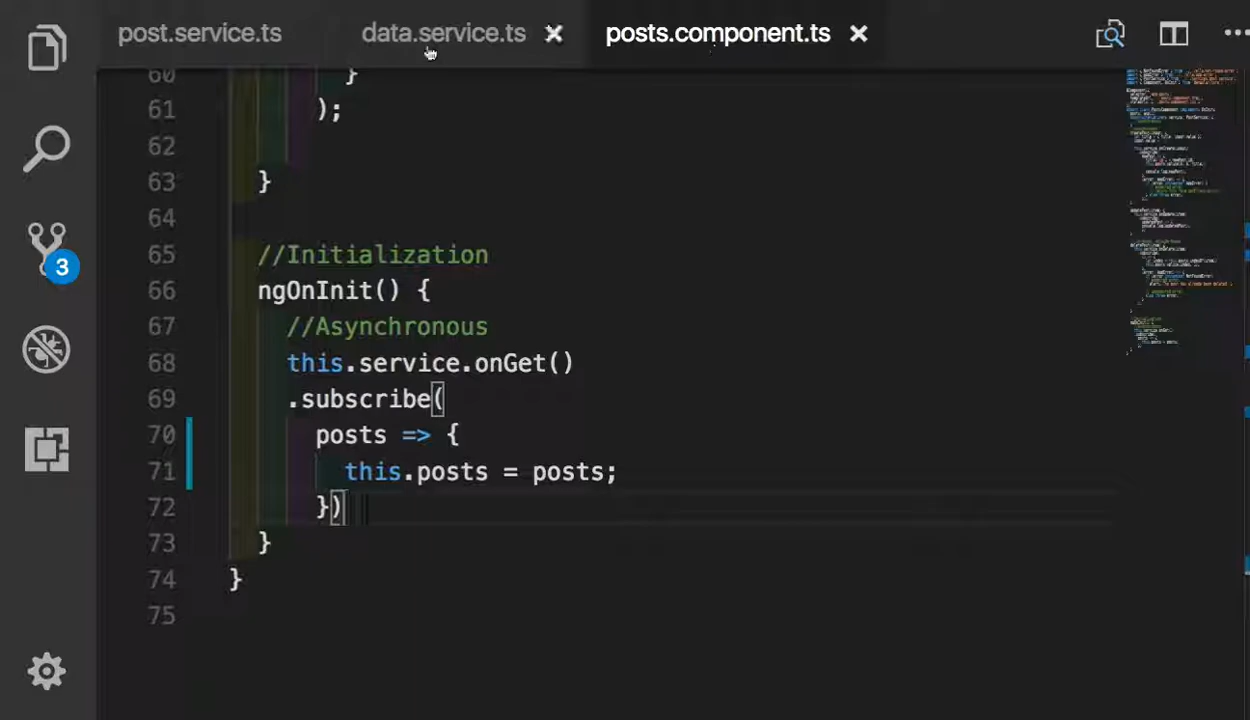 post.service.ts data.service.ts posts.component.ts
60 }
61 );
62
63 }
64
65 //Initialization
66 ngOnInit() {
67 //Asynchronous
68 this.service.onGet()
69 .subscribe(
70 posts => {
71 this.posts = posts;
72 })
73 }
74 }
75
3